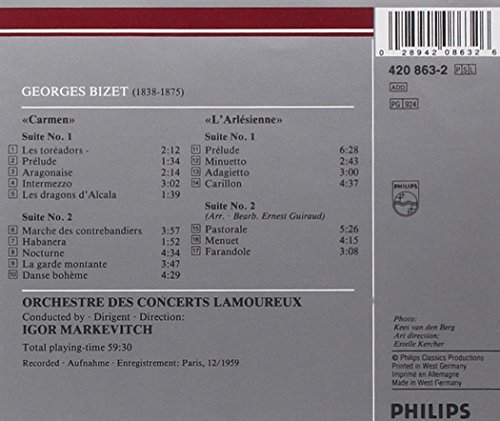 GEORGES BIZET (1838-1875)
«Carmen»
Suite No. 1
1 Les toréadors - 2:12
2 Prélude 1:34
3 Aragonaise 2:14
4 Intermezzo 3:02
5 Les dragons d'Alcala 1:39
Suite No. 2
6 Marche des contrebandiers 3:57
7 Habanera 1:52
8 Nocturne 4:34
9 La garde montante 3:47
10 Danse bohème 4:29
«L'Arlésienne»
Suite No. 1
11 Prélude 6:28
12 Minuetto 2:43
13 Adagietto 3:00
14 Carillon 4:37
Suite No. 2
(Arr. · Bearb. Ernest Guiraud)
15 Pastorale 5:26
16 Menuet 4:15
17 Farandole 3:08
ORCHESTRE DES CONCERTS LAMOUREUX
Conducted by · Dirigent · Direction:
IGOR MARKEVITCH
Total playing-time 59:30
Recorded · Aufnahme · Enregistrement: Paris, 12/1959
0 28942 08632 6
420 863-2 PSL
ADD
PG 924
PHILIPS
Photo:
Kees van den Berg
Art direction:
Estelle Kercher
© Philips Classics Productions
Printed in West Germany
Imprimé en Allemagne
Made in West Germany
PHILIPS